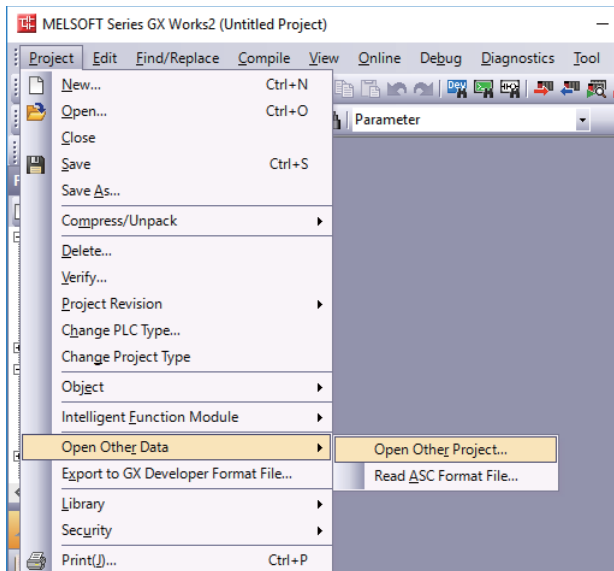 MELSOFT Series GX Works2 (Untitled Project)
Project Edit Find/Replace Compile View Online Debug Diagnostics Tool
New... Ctrl+N
Open... Ctrl+O
Parameter
Close
Save Ctrl+S
Save As...
Compress/Unpack
Delete...
Verify...
Project Revision
Change PLC Type...
Change Project Type
Object
Intelligent Function Module
Open Other Data
Open Other Project...
Export to GX Developer Format File...
Read ASC Format File...
Library
Security
Print(J)... Ctrl+P